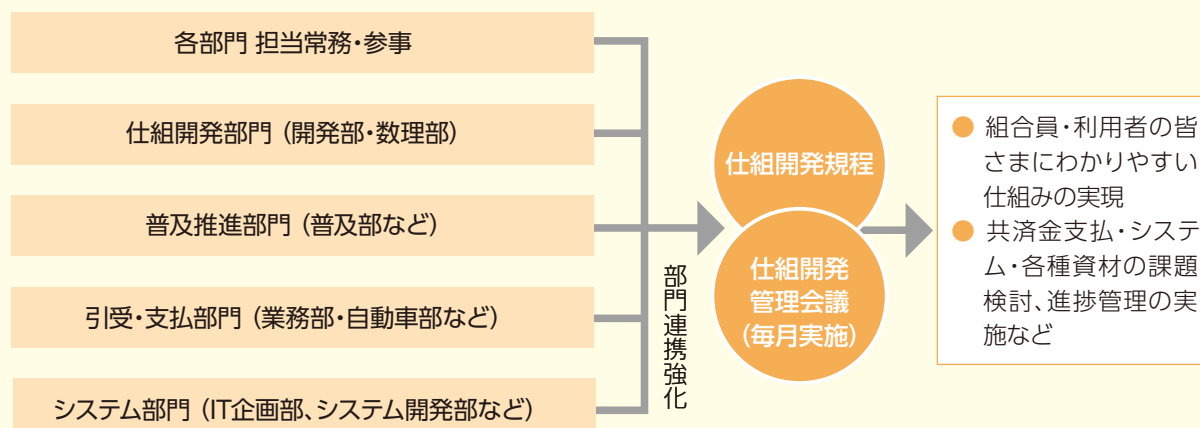 各部門 担当常務・参事
仕組開発部門（開発部・数理部）
普及推進部門（普及部など）
引受・支払部門（業務部・自動車部など）
システム部門（IT企画部、システム開発部など）
部門連携強化
仕組開発規程
仕組開発
管理会議
（毎月実施）
● 組合員・利用者の皆
さまにわかりやすい
仕組みの実現
● 共済金支払・システ
ム・各種資材の課題
検討、進捗管理の実
施など